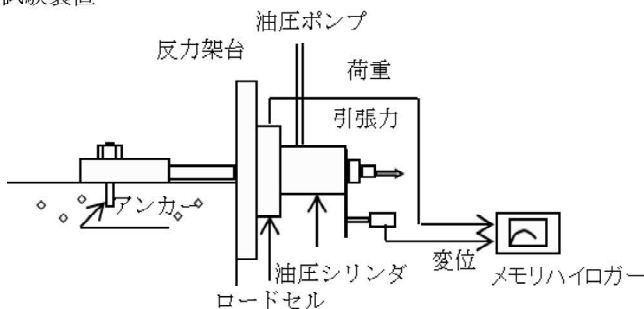 試験装置
油圧ポンプ
反力架台
荷重
引張力
アンカー
変位
油圧シリンダ
メモリハイロガー
ロードセル